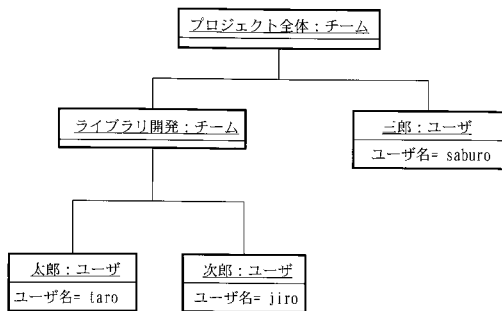 プロジェクト全体：チーム
ライブラリ開発：チーム
三郎：ユーザ
ユーザ名= saburo
太郎：ユーザ
ユーザ名= taro
次郎：ユーザ
ユーザ名= jiro